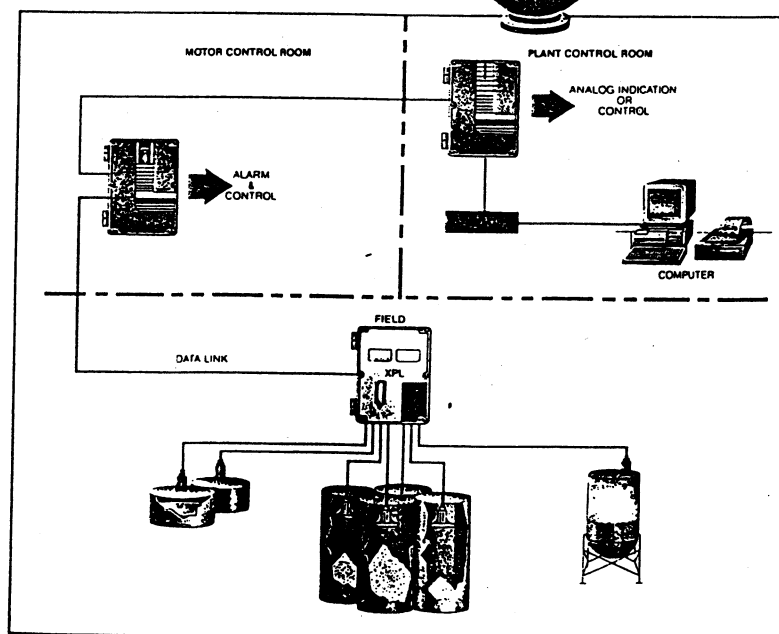 MOTOR CONTROL ROOM
PLANT CONTROL ROOM
ANALOG INDICATION
OR
CONTROL
ALARM
&
CONTROL
COMPUTER
FIELD
DATA LINK
XPL